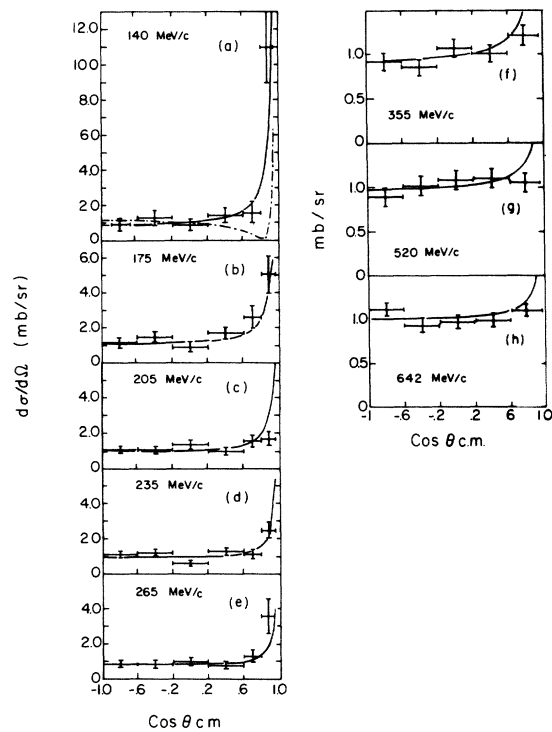 dσ/dΩ (mb/sr)
140 MeV/c
(a)
12.0
10.0
8.0
6.0
4.0
2.0
0
175 MeV/c
(b)
6.0
4.0
2.0
0
205 MeV/c
(c)
4.0
2.0
0
235 MeV/c
(d)
4.0
2.0
0
265 MeV/c
(e)
4.0
2.0
0
-1.0 -.6 -.2 .2 .6 1.0
Cos θ c m
mb/sr
1.0
0.5
0
(f)
355 MeV/c
1.0
0.5
0
(g)
520 MeV/c
1.0
0.5
0
(h)
642 MeV/c
-1 -.6 -.2 .2 .6 1.0
Cos θ c.m.